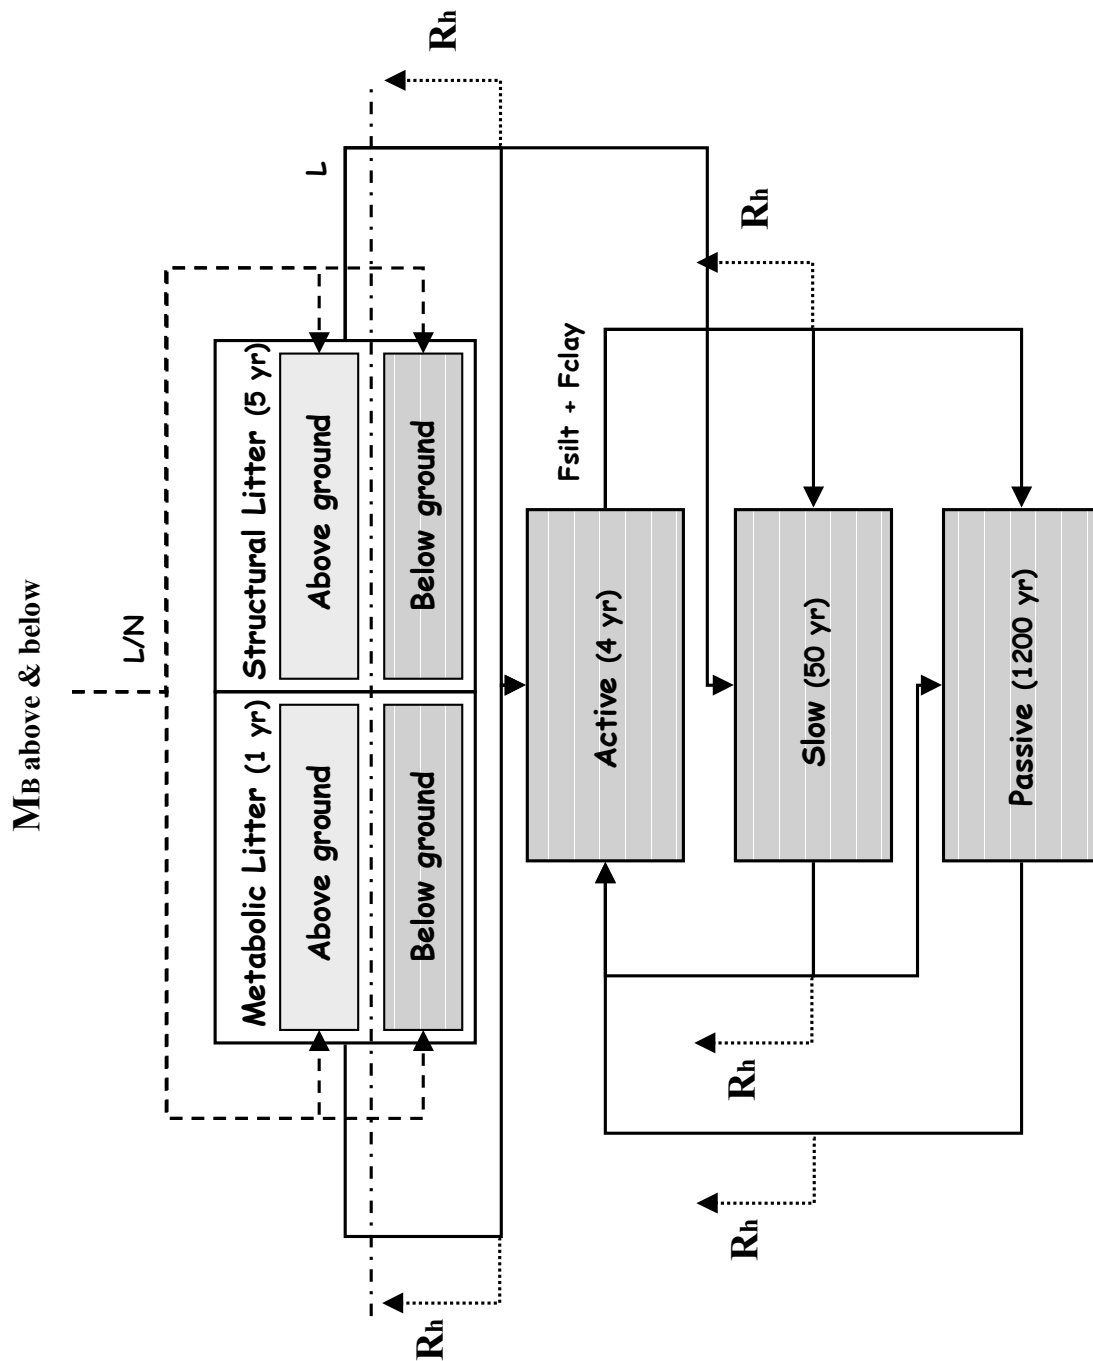 MB above & below
L/N
L
Metabolic Litter (1 yr)
Structural Litter (5 yr)
Above ground
Above ground
Below ground
Below ground
Rh
Rh
Fsilt + Fclay
Active (4 yr)
Rh
Slow (50 yr)
Rh
Rh
Passive (1200 yr)